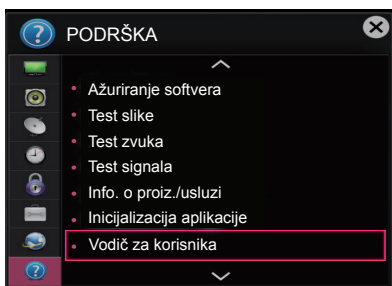 PODRŠKA
Ažuriranje softvera
Test slike
Test zvuka
Test signala
Info. o proiz./usluzi
Inicijalizacija aplikacije
Vodič za korisnika